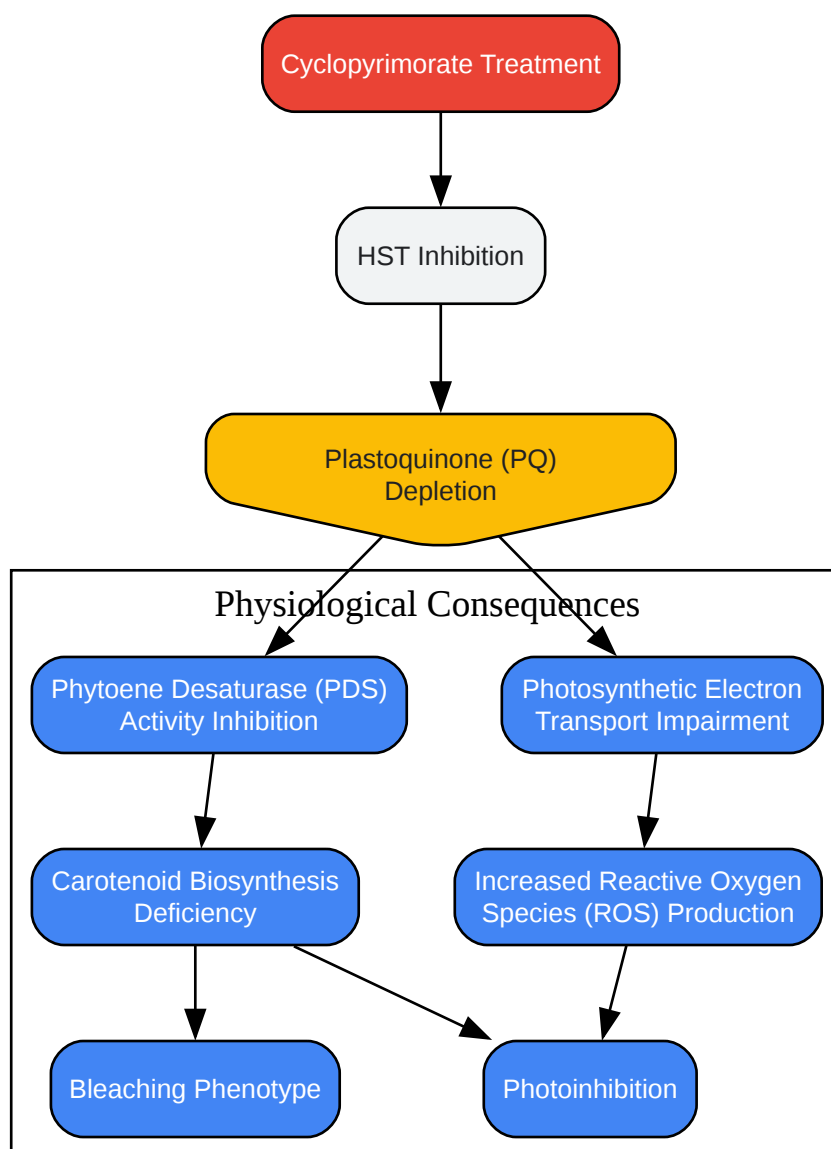 Cyclopyrimorate Treatment
HST Inhibition
Plastoquinone (PQ)
Depletion
Physiological Consequences
Phytoene Desaturase (PDS)
Activity Inhibition
Photosynthetic Electron
Transport Impairment
Carotenoid Biosynthesis
Deficiency
Increased Reactive Oxygen
Species (ROS) Production
Bleaching Phenotype
Photoinhibition